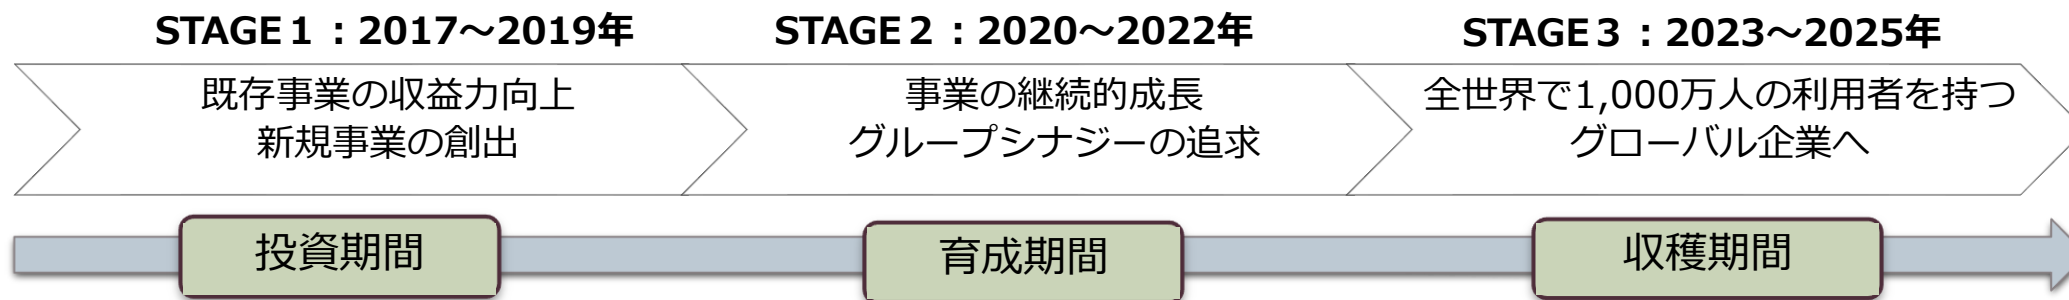 STAGE１：2017～2019年
STAGE２：2020～2022年
STAGE３：2023～2025年
既存事業の収益力向上
新規事業の創出
事業の継続的成長
グループシナジーの追求
全世界で1,000万人の利用者を持つ
グローバル企業へ
投資期間
育成期間
収穫期間